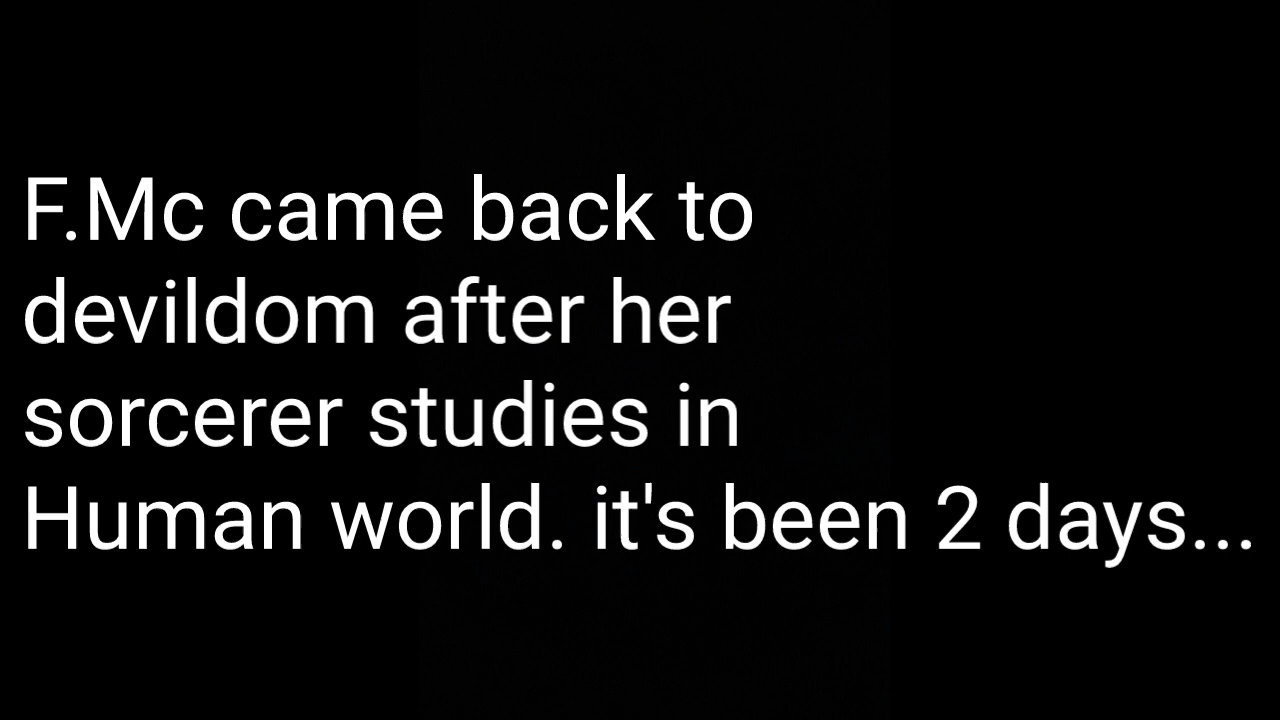 F.Mc came back to
devildom after her
sorcerer studies in
Human world. it's been 2 days...